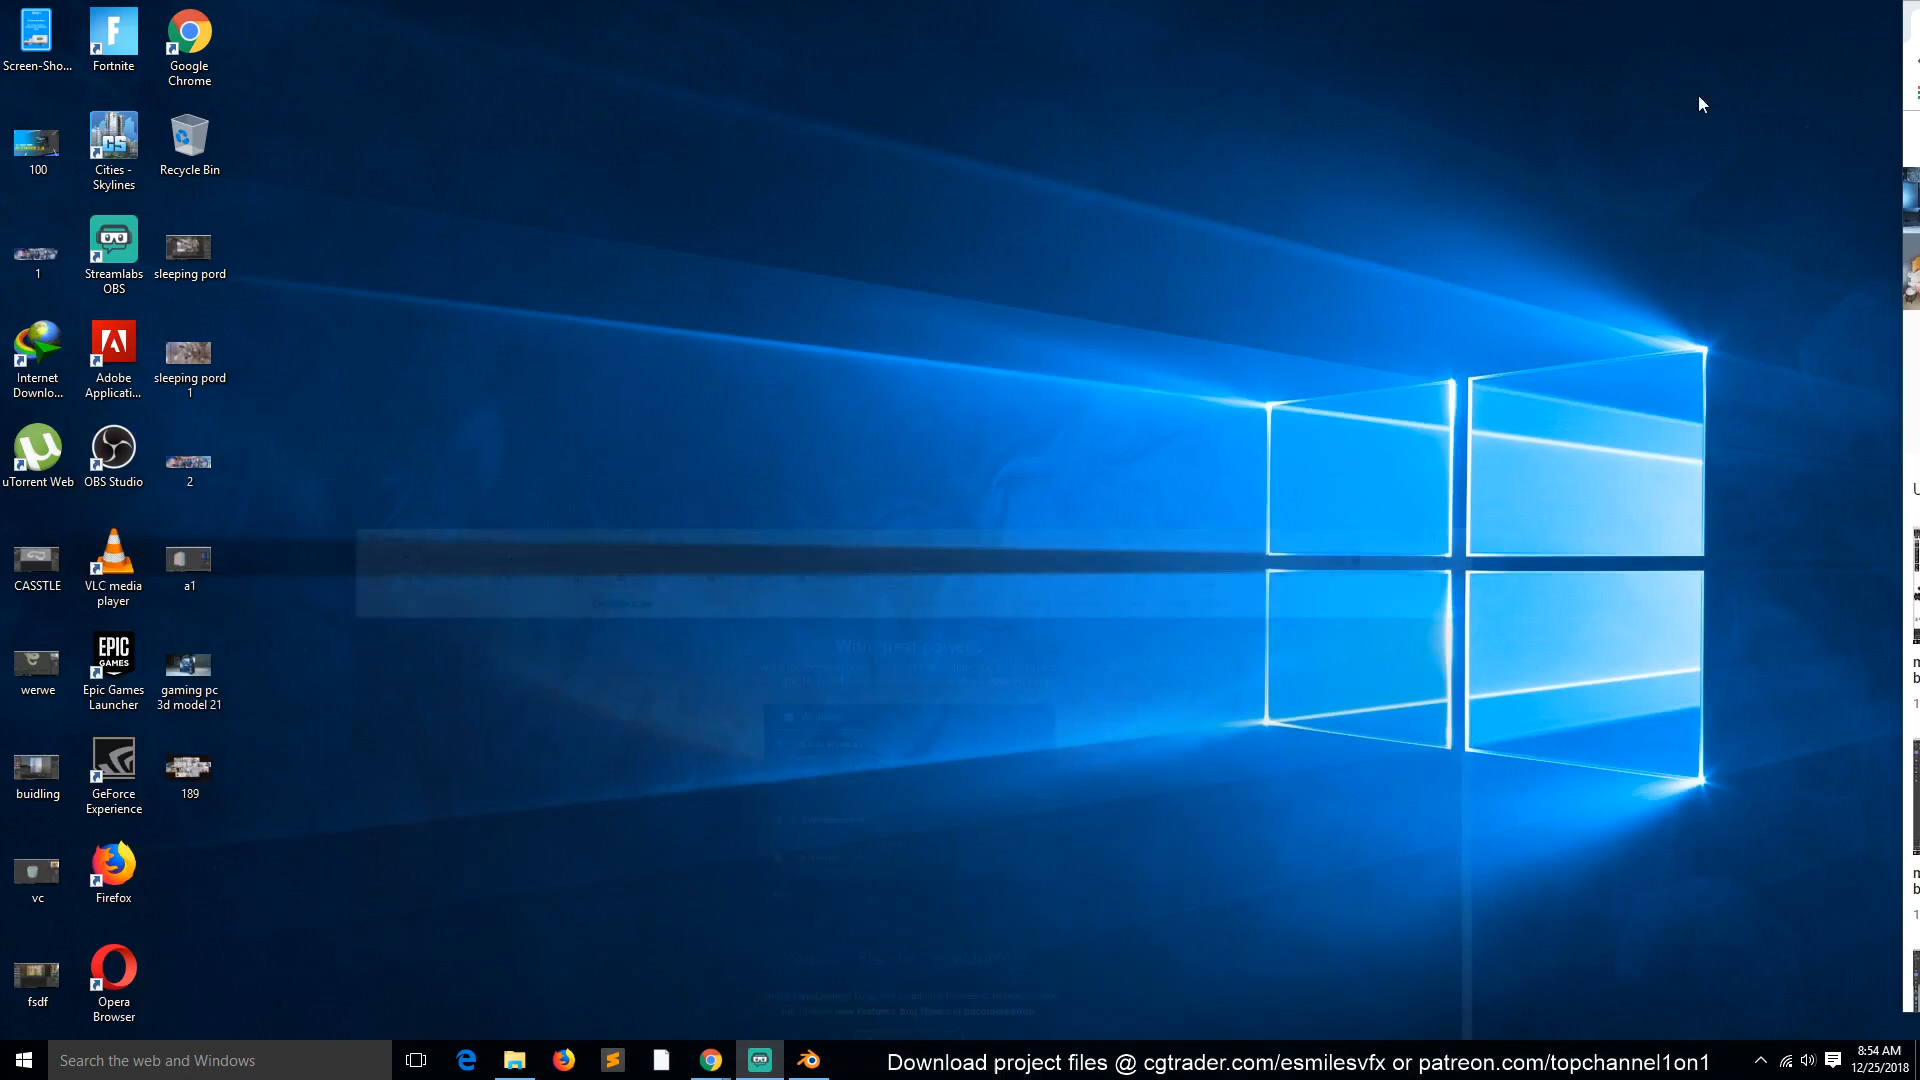 Screen-Sho...
Fortnite
Google
Chrome
100
Cities -
Skylines
Recycle Bin
1
Streamlabs
OBS
sleeping pord
Internet
Downlo...
Adobe
Applicati...
sleeping pord
1
uTorrent Web
OBS Studio
2
CASSTLE
VLC media
player
a1
EPIC
GAMES
werwe
Epic Games
Launcher
gaming pc
3d model 21
buidling
GeForce
Experience
189
vc
Firefox
fsdf
Opera
Browser
Search the web and Windows
Download project files @ cgtrader.com/esmilesvfx or patreon.com/topchannel1on1
8:54 AM
12/25/2018